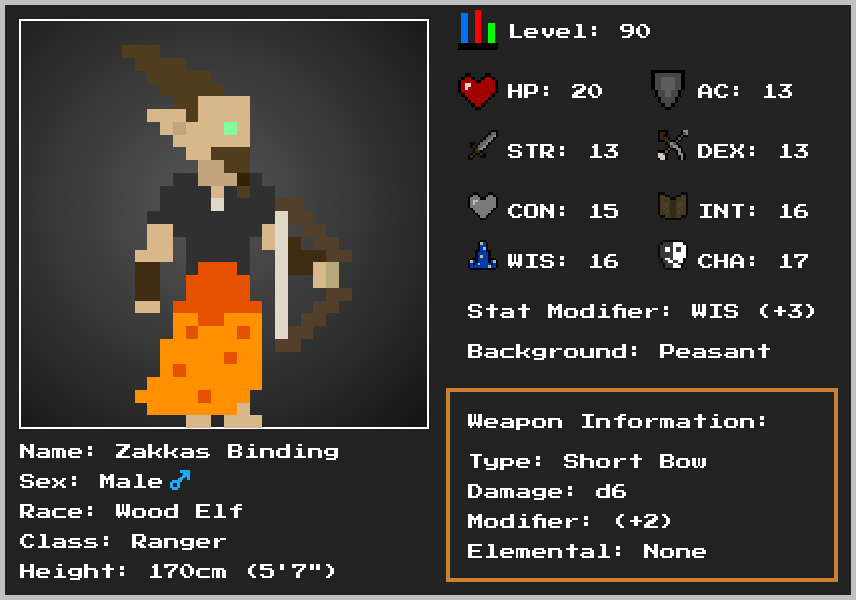 Level: 90
HP: 20
AC: 13
STR: 13
DEX: 13
CON: 15
INT: 16
WIS: 16
CHA: 17
Stat Modifier: WIS (+3)
Background: Peasant
Weapon Information:
Type: Short Bow
Damage: d6
Modifier: (+2)
Elemental: None
Name: Zakkas Binding
Sex: Male♂
Race: Wood Elf
Class: Ranger
Height: 170cm (5'7")